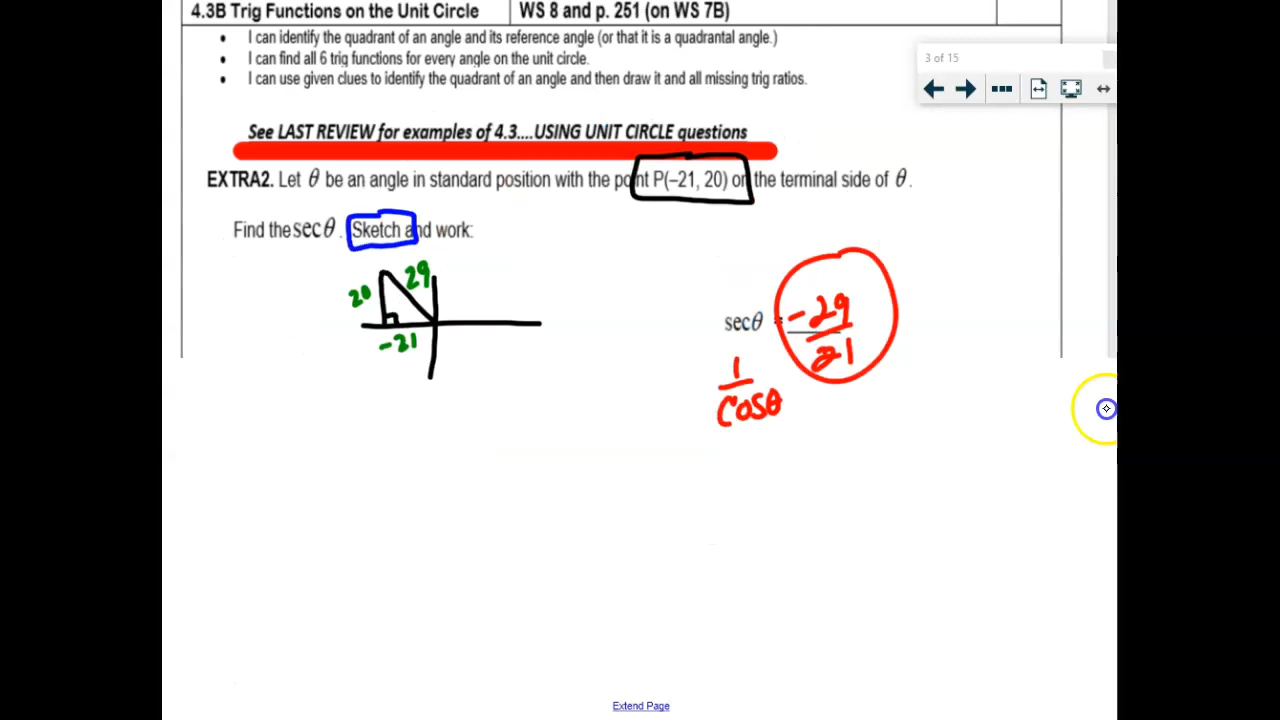 4.3B Trig Functions on the Unit Circle WS 8 and p. 251 (on WS 7B)
• I can identify the quadrant of an angle and its reference angle (or that it is a quadrantal angle.)
• I can find all 6 trig functions for every angle on the unit circle.
• I can use given clues to identify the quadrant of an angle and then draw it and all missing trig ratios.
3 of 15
See LAST REVIEW for examples of 4.3....USING UNIT CIRCLE questions
EXTRA2. Let θ be an angle in standard position with the point P(–21, 20) on the terminal side of θ.
Find the secθ. Sketch and work:
20 29
-21
secθ = -29
21
1
cosθ
Extend Page